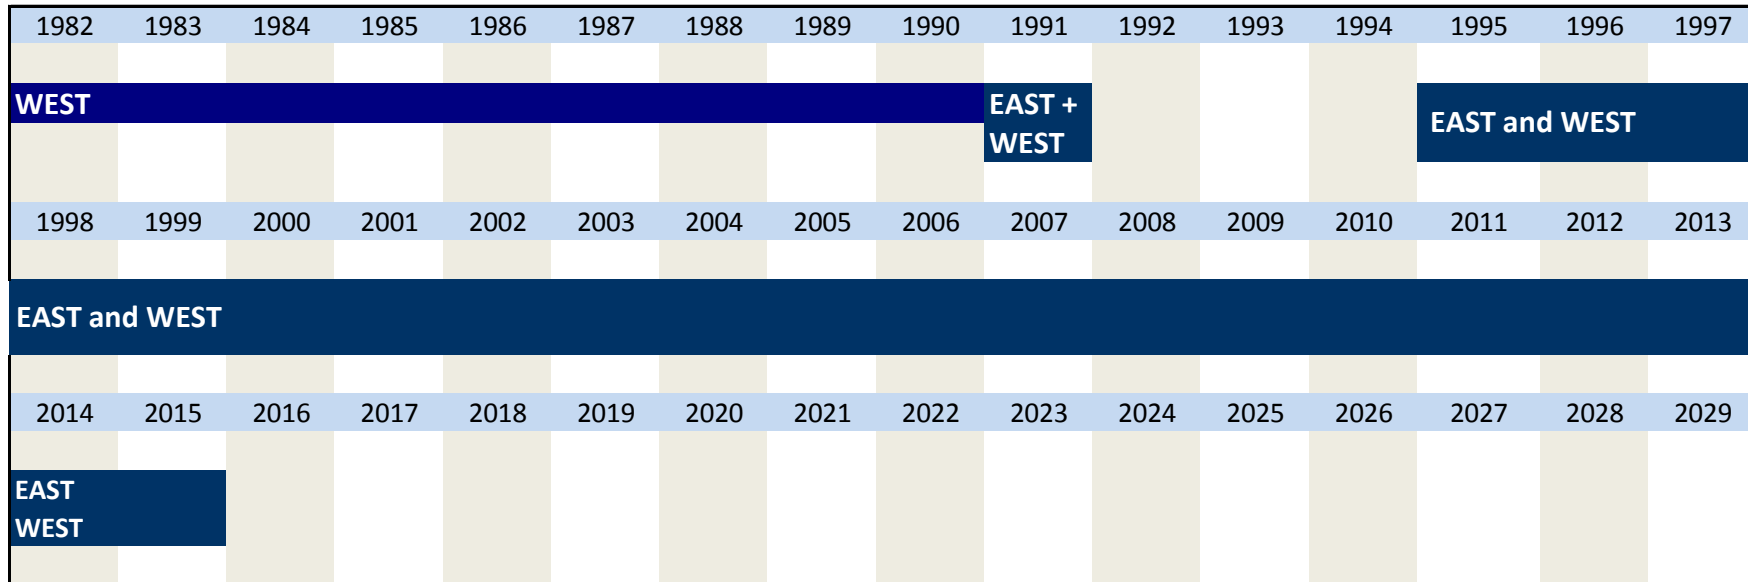 1982 1983 1984 1985 1986 1987 1988 1989 1990 1991 1992 1993 1994 1995 1996 1997
WEST
EAST +
WEST
EAST and WEST
1998 1999 2000 2001 2002 2003 2004 2005 2006 2007 2008 2009 2010 2011 2012 2013
EAST and WEST
2014 2015 2016 2017 2018 2019 2020 2021 2022 2023 2024 2025 2026 2027 2028 2029
EAST
WEST